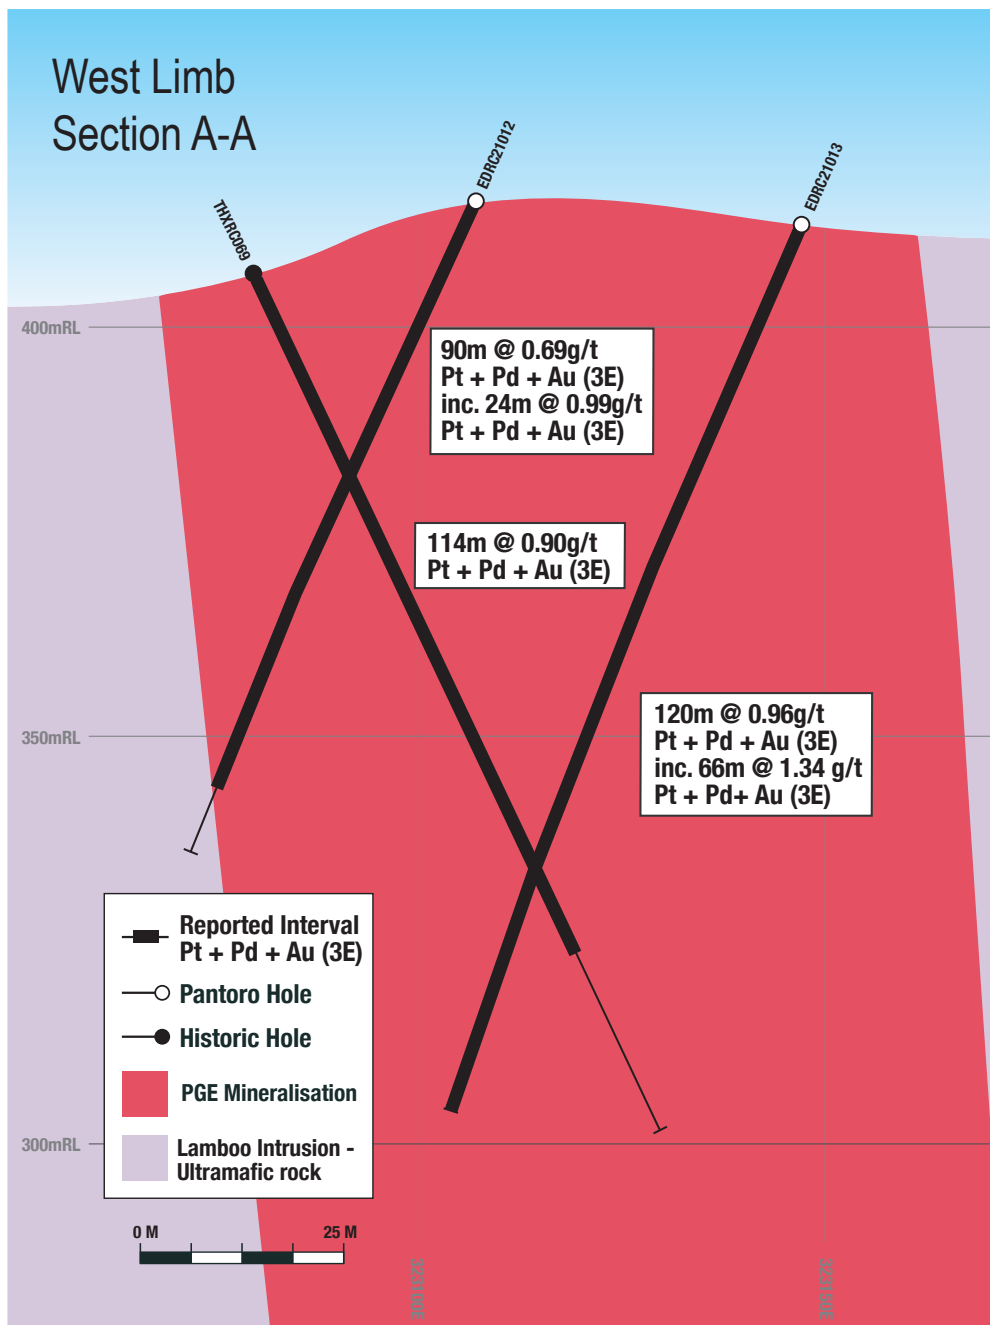 West Limb
Section A-A
EDRC21012
EDRC21013
THXRC069
400mRL
90m @ 0.69g/t
Pt + Pd + Au (3E)
inc. 24m @ 0.99g/t
Pt + Pd + Au (3E)
114m @ 0.90g/t
Pt + Pd + Au (3E)
120m @ 0.96g/t
Pt + Pd + Au (3E)
inc. 66m @ 1.34 g/t
Pt + Pd+ Au (3E)
350mRL
Reported Interval
Pt + Pd + Au (3E)
Pantoro Hole
Historic Hole
PGE Mineralisation
Lamboo Intrusion -
Ultramafic rock
300mRL
0 M
25 M
323100E
323150E